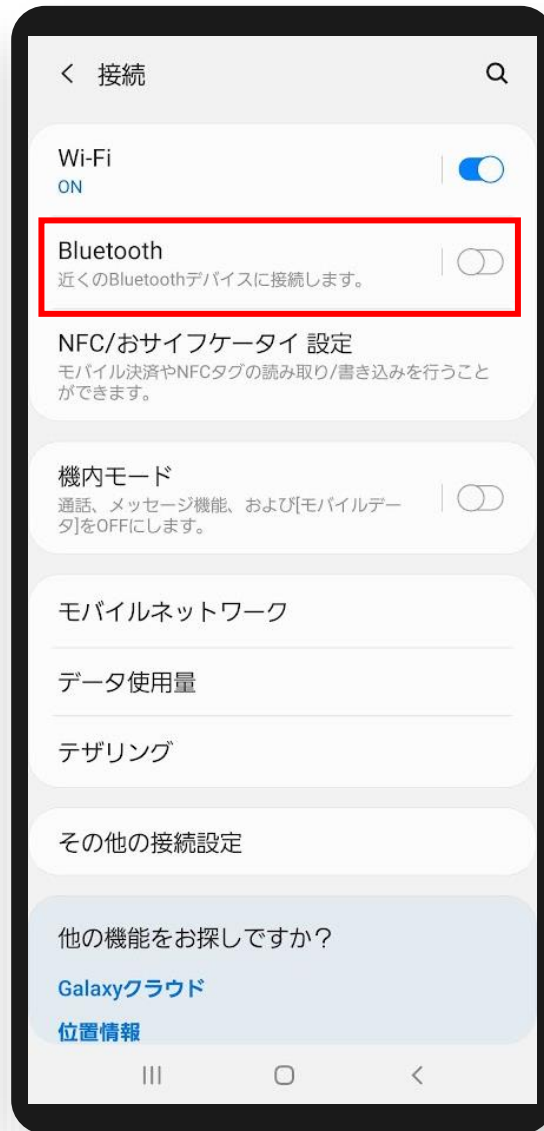 接続
Wi-Fi
ON
Bluetooth
近くのBluetoothデバイスに接続します。
NFC/おサイフケータイ 設定
モバイル決済やNFCタグの読み取り/書き込みを行うこと
ができます。
機内モード
通話、メッセージ機能、および[モバイルデー
タ]をOFFにします。
モバイルネットワーク
データ使用量
テザリング
その他の接続設定
他の機能をお探しですか？
Galaxyクラウド
位置情報